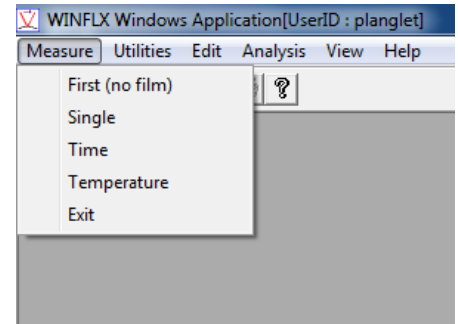 WINFLX Windows Application[UserID : planglet]
Measure Utilities Edit Analysis View Help
First (no film)
Single
Time
Temperature
Exit